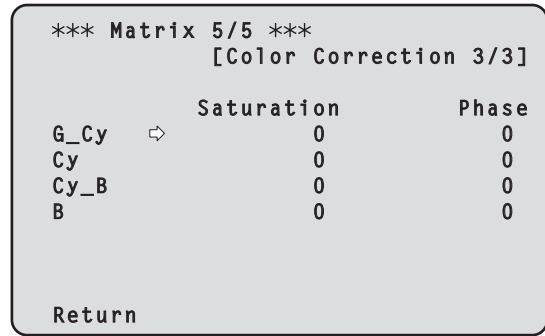 *** Matrix 5/5 ***
[Color Correction 3/3]
Saturation Phase
G_Cy ⇨ 0 0
Cy 0 0
Cy_B 0 0
B 0 0
Return